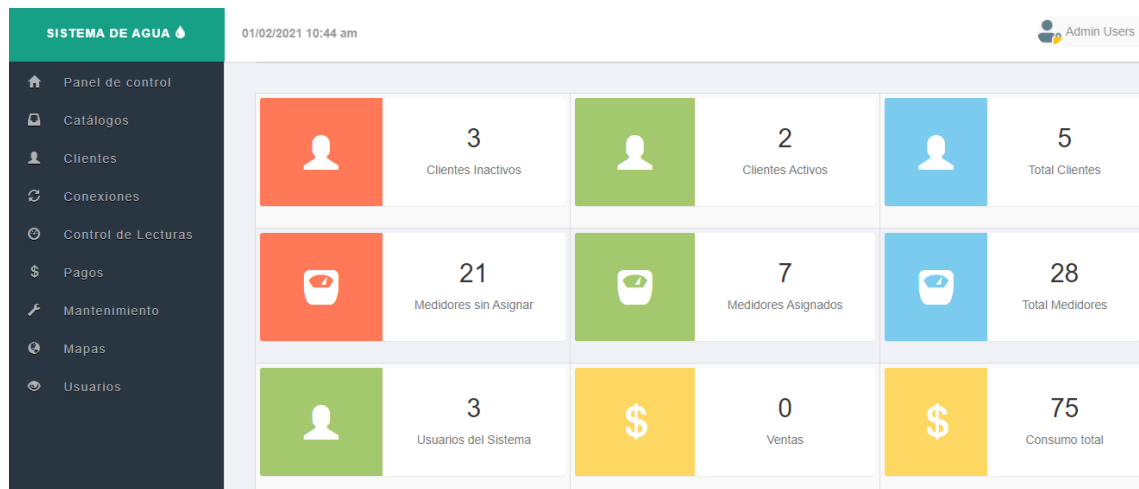 SISTEMA DE AGUA
01/02/2021 10:44 am
Admin Users
Panel de control
Catálogos
Clientes
Conexiones
Control de Lecturas
$ Pagos
Mantenimiento
Mapas
Usuarios
3
Clientes Inactivos
2
Clientes Activos
5
Total Clientes
21
Medidores sin Asignar
7
Medidores Asignados
28
Total Medidores
3
Usuarios del Sistema
$
0
Ventas
$
75
Consumo total